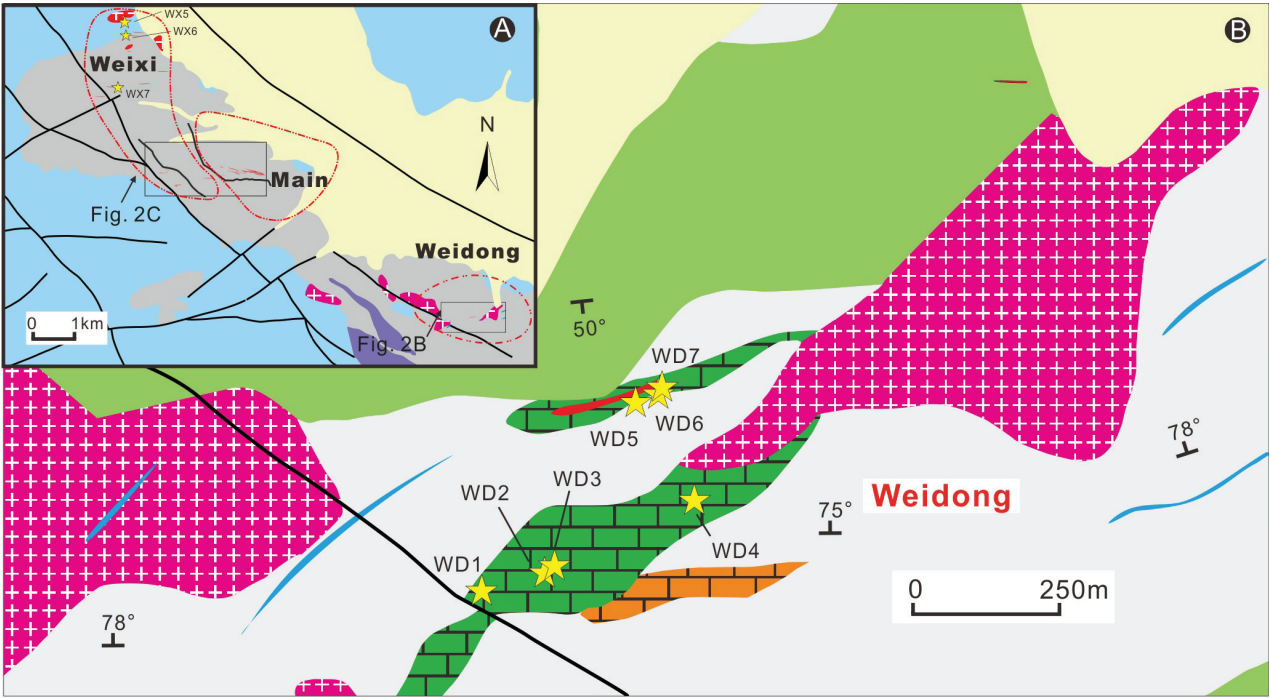 WX5
A
B
WX6
Weixi
WX7
N
Main
Fig. 2C
Weidong
0 1km
Fig. 2B
50°
WD7
WD5
WD6
78°
WD2
WD3
Weidong
75°
WD4
WD1
0 250m
78°